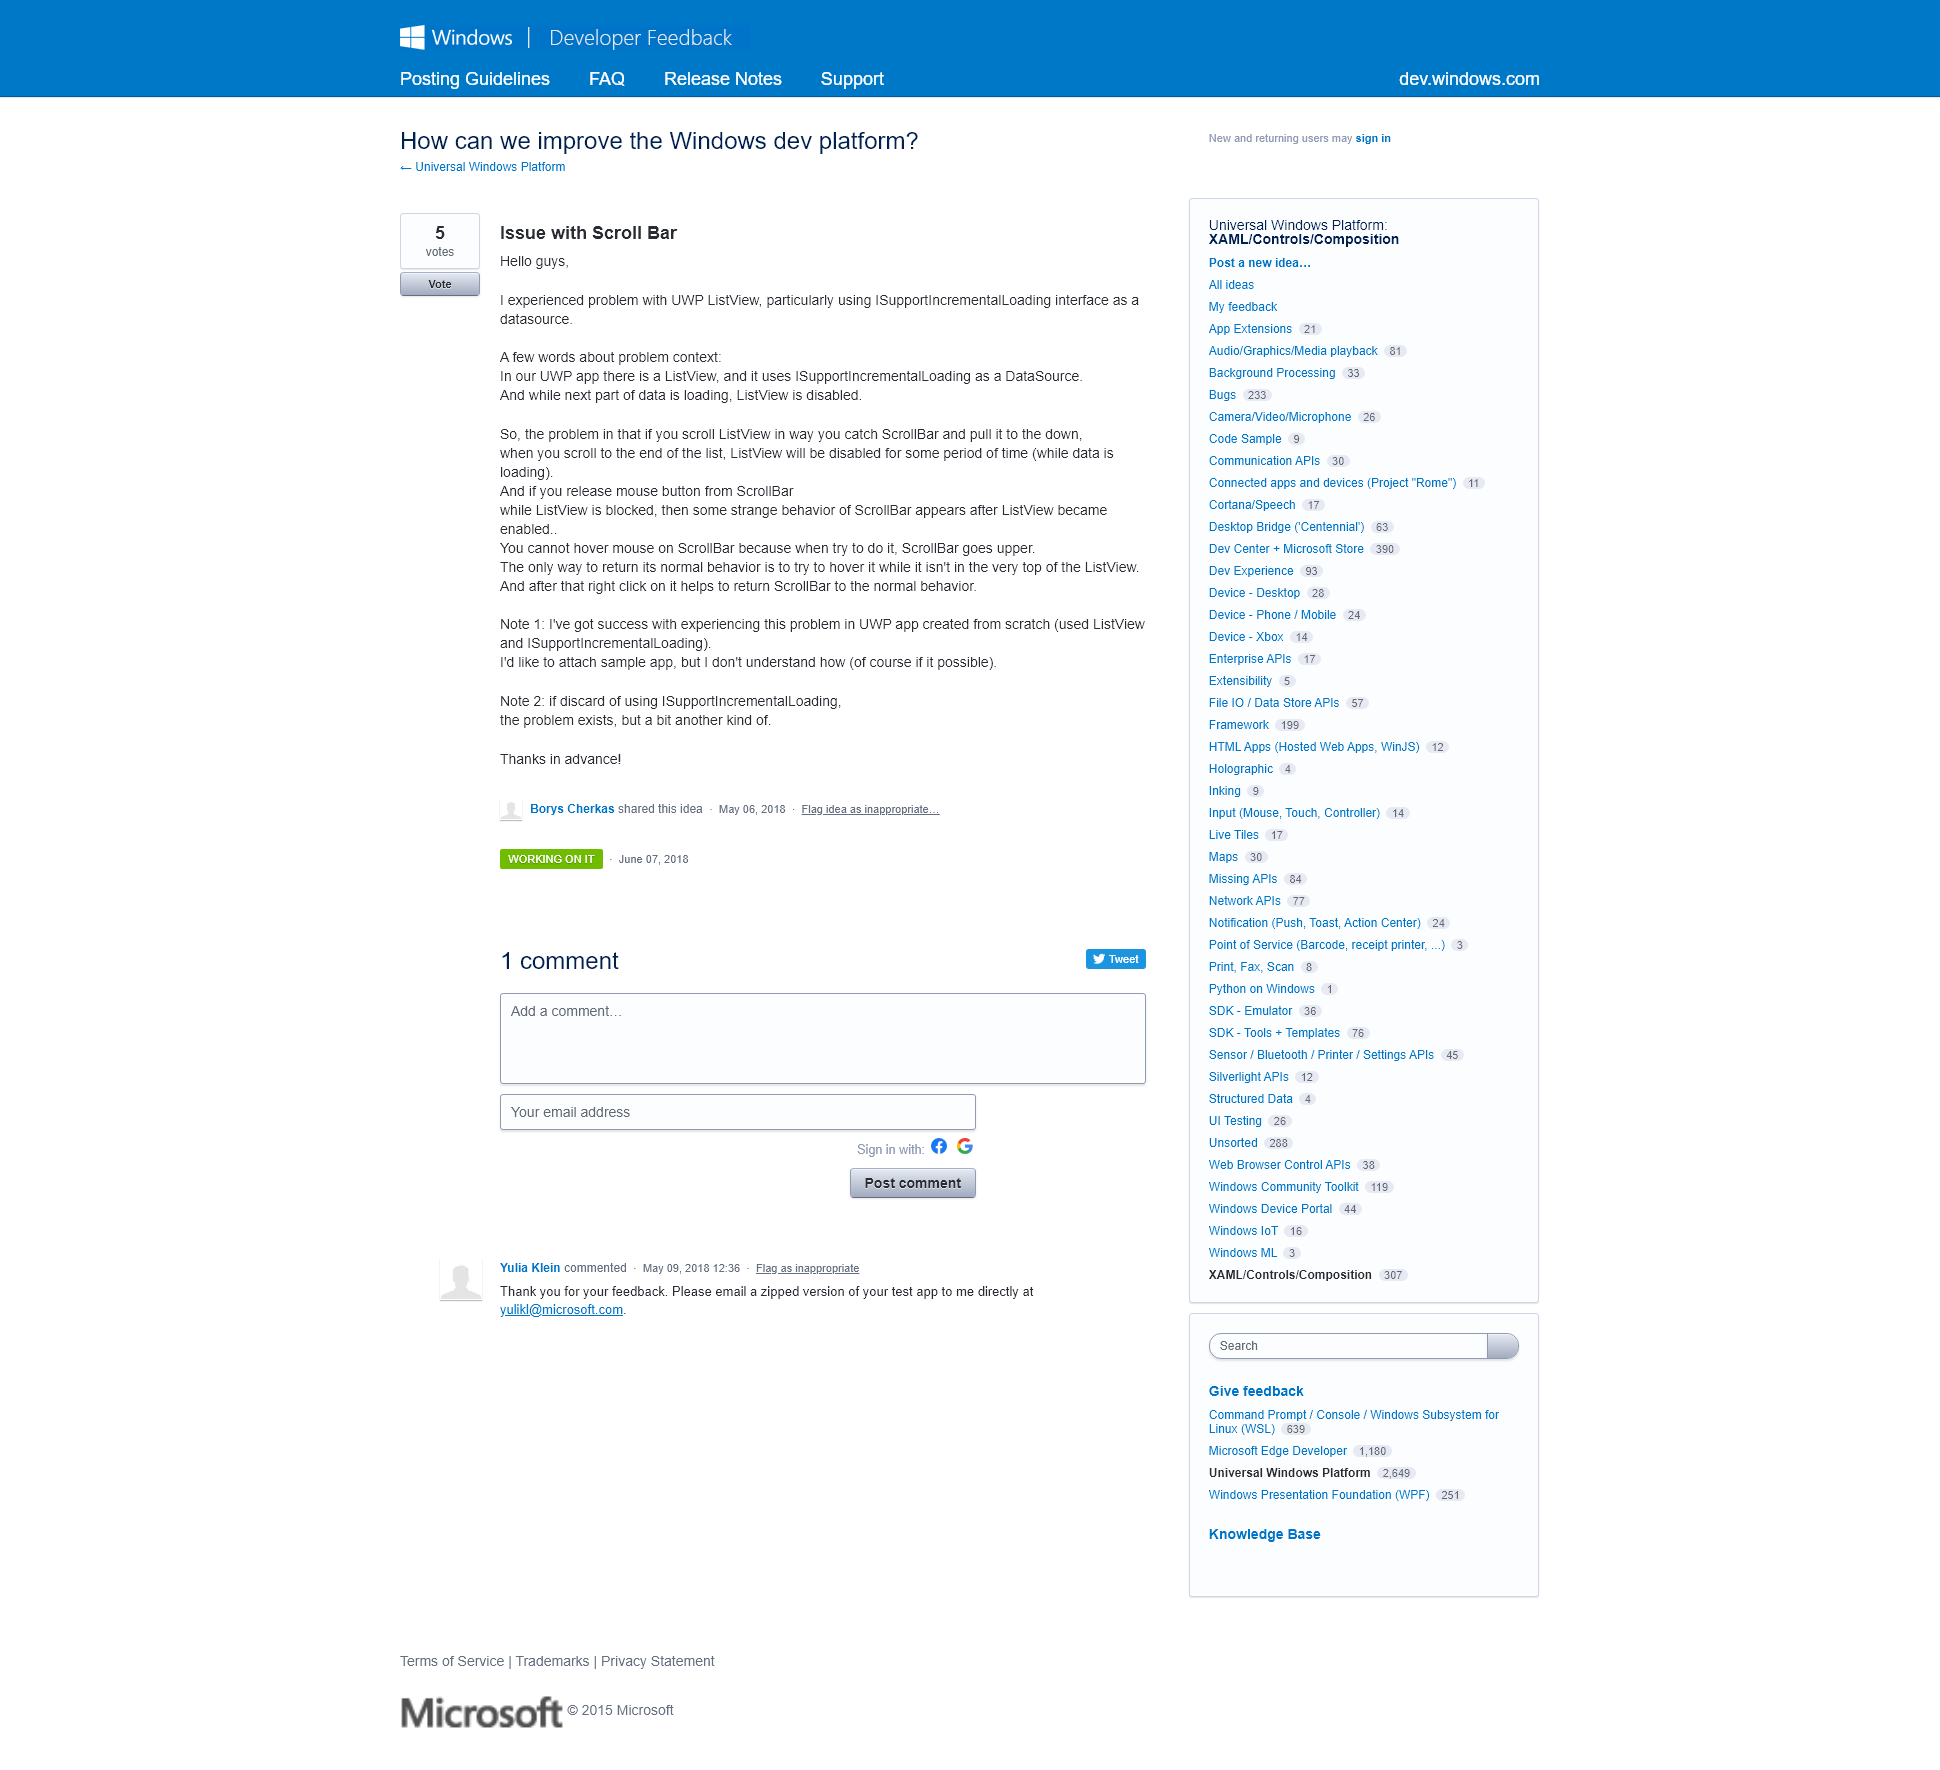 Windows | Developer Feedback
Posting Guidelines FAQ Release Notes Support dev.windows.com
How can we improve the Windows dev platform?
← Universal Windows Platform
New and returning users may sign in
5
votes
Vote
Issue with Scroll Bar
Hello guys,
I experienced problem with UWP ListView, particularly using ISupportIncrementalLoading interface as a
datasource.
A few words about problem context:
In our UWP app there is a ListView, and it uses ISupportIncrementalLoading as a DataSource.
And while next part of data is loading, ListView is disabled.
So, the problem in that if you scroll ListView in way you catch ScrollBar and pull it to the down,
when you scroll to the end of the list, ListView will be disabled for some period of time (while data is
loading).
And if you release mouse button from ScrollBar
while ListView is blocked, then some strange behavior of ScrollBar appears after ListView became
enabled..
You cannot hover mouse on ScrollBar because when try to do it, ScrollBar goes upper.
The only way to return its normal behavior is to try to hover it while it isn't in the very top of the ListView.
And after that right click on it helps to return ScrollBar to the normal behavior.
Note 1: I've got success with experiencing this problem in UWP app created from scratch (used ListView
and ISupportIncrementalLoading).
I'd like to attach sample app, but I don't understand how (of course if it possible).
Note 2: if discard of using ISupportIncrementalLoading,
the problem exists, but a bit another kind of.
Thanks in advance!
Borys Cherkas shared this idea · May 06, 2018 · Flag idea as inappropriate…
WORKING ON IT · June 07, 2018
1 comment
Tweet
Add a comment…
Your email address
Sign in with:
Post comment
Yulia Klein commented · May 09, 2018 12:36 · Flag as inappropriate
Thank you for your feedback. Please email a zipped version of your test app to me directly at
yulikl@microsoft.com.
Universal Windows Platform:
XAML/Controls/Composition
Post a new idea…
All ideas
My feedback
App Extensions 21
Audio/Graphics/Media playback 81
Background Processing 33
Bugs 233
Camera/Video/Microphone 26
Code Sample 9
Communication APIs 30
Connected apps and devices (Project "Rome") 11
Cortana/Speech 17
Desktop Bridge ('Centennial') 63
Dev Center + Microsoft Store 390
Dev Experience 93
Device - Desktop 28
Device - Phone / Mobile 24
Device - Xbox 14
Enterprise APIs 17
Extensibility 5
File IO / Data Store APIs 57
Framework 199
HTML Apps (Hosted Web Apps, WinJS) 12
Holographic 4
Inking 9
Input (Mouse, Touch, Controller) 14
Live Tiles 17
Maps 30
Missing APIs 84
Network APIs 77
Notification (Push, Toast, Action Center) 24
Point of Service (Barcode, receipt printer, ...) 3
Print, Fax, Scan 8
Python on Windows 1
SDK - Emulator 36
SDK - Tools + Templates 76
Sensor / Bluetooth / Printer / Settings APIs 45
Silverlight APIs 12
Structured Data 4
UI Testing 26
Unsorted 288
Web Browser Control APIs 38
Windows Community Toolkit 119
Windows Device Portal 44
Windows IoT 16
Windows ML 3
XAML/Controls/Composition 307
Search
Give feedback
Command Prompt / Console / Windows Subsystem for
Linux (WSL) 639
Microsoft Edge Developer 1,180
Universal Windows Platform 2,649
Windows Presentation Foundation (WPF) 251
Knowledge Base
Terms of Service | Trademarks | Privacy Statement
Microsoft © 2015 Microsoft